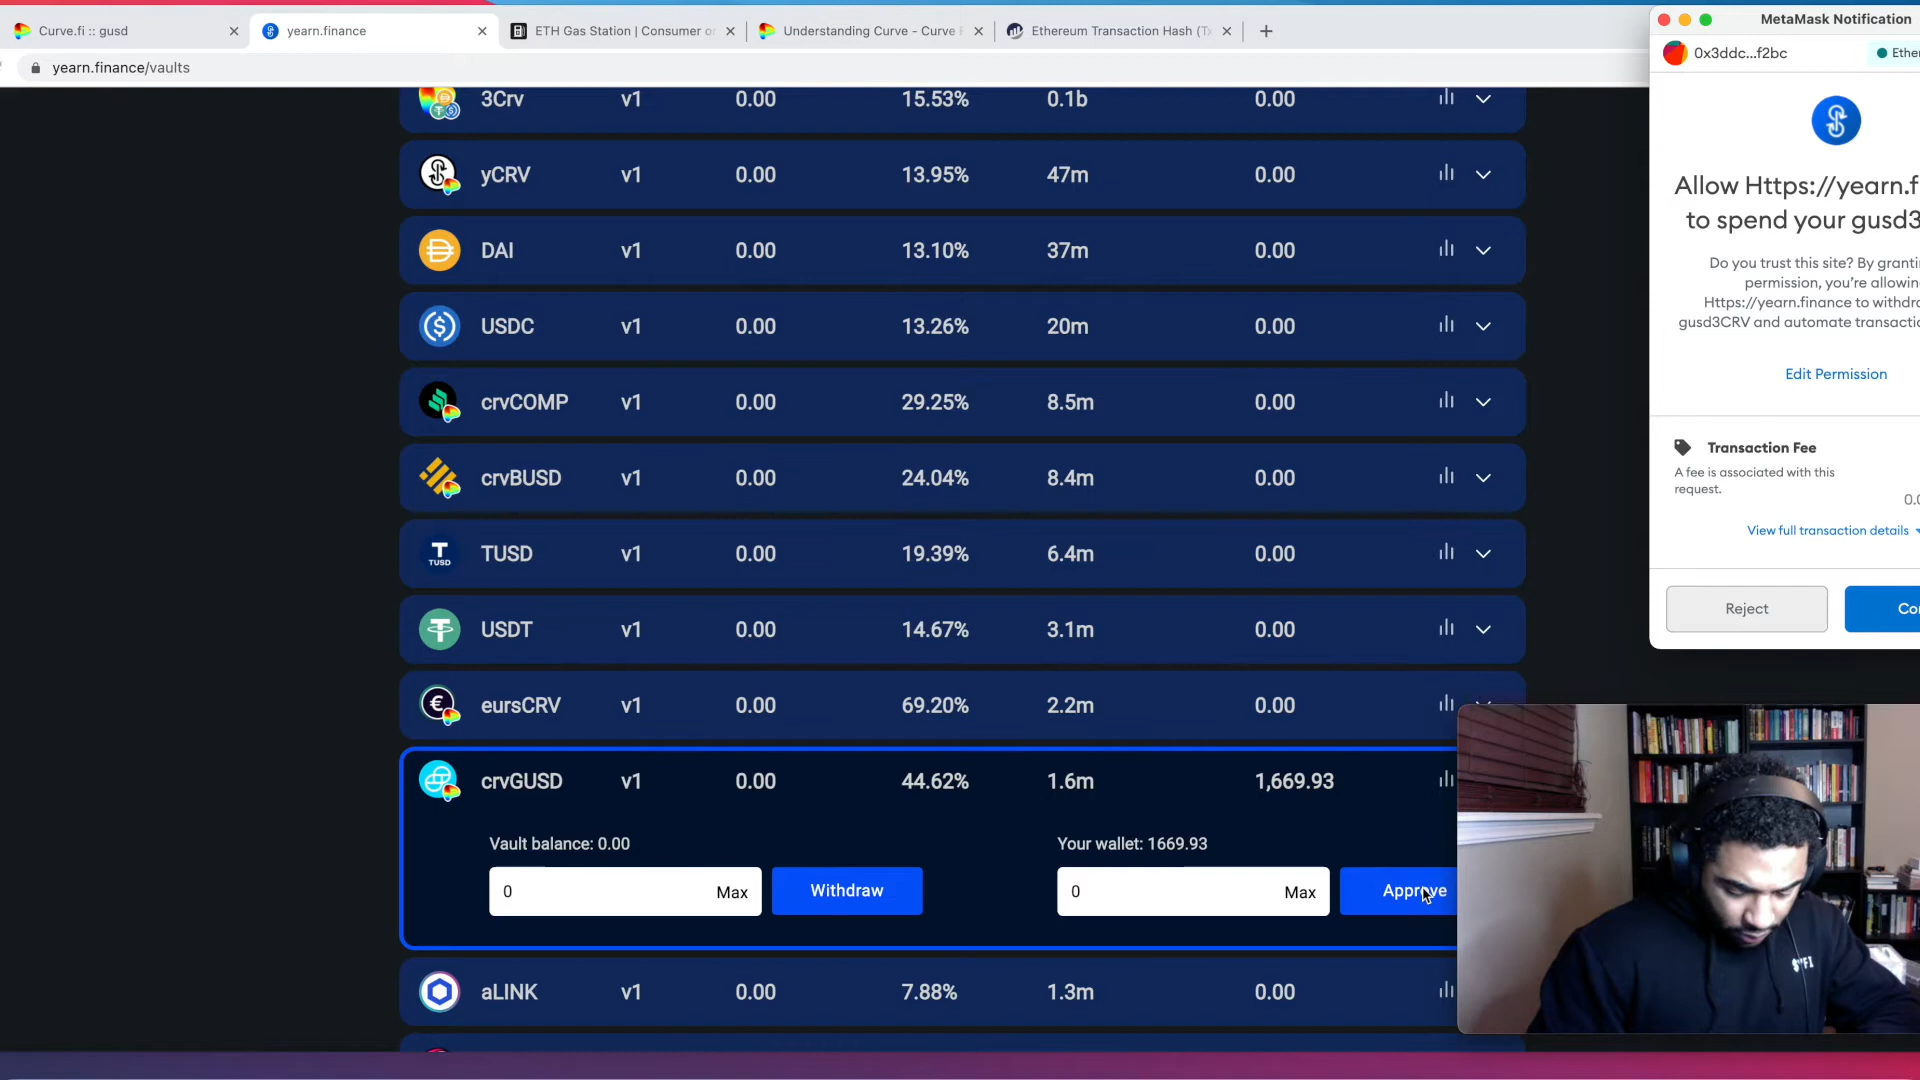 Curve.fi :: gusd
yearn.finance
ETH Gas Station | Consumer
Understanding Curve - Curve
Ethereum Transaction Hash (T
yearn.finance/vaults
3Crv v1 0.00 15.53% 0.1b 0.00
yCRV v1 0.00 13.95% 47m 0.00
DAI v1 0.00 13.10% 37m 0.00
USDC v1 0.00 13.26% 20m 0.00
crvCOMP v1 0.00 29.25% 8.5m 0.00
crvBUSD v1 0.00 24.04% 8.4m 0.00
T
TUSD
TUSD v1 0.00 19.39% 6.4m 0.00
USDT v1 0.00 14.67% 3.1m 0.00
eursCRV v1 0.00 69.20% 2.2m 0.00
crvGUSD v1 0.00 44.62% 1.6m 1,669.93
Vault balance: 0.00
Your wallet: 1669.93
0 Max Withdraw
0 Max Approve
aLINK v1 0.00 7.88% 1.3m 0.00
MetaMask Notification
0x3ddc...f2bc
Ether
Allow Https://yearn.f
to spend your gusd3
Do you trust this site? By granti
permission, you're allowin
Https://yearn.finance to withdra
gusd3CRV and automate transactio
Edit Permission
Transaction Fee
A fee is associated with this
request.
0.0
View full transaction details
Reject
Co
$YFI